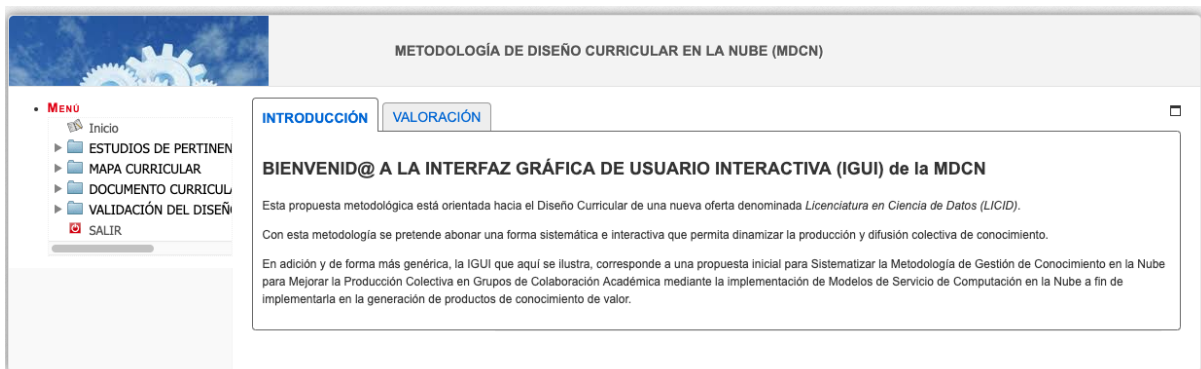 METODOLOGÍA DE DISEÑO CURRICULAR EN LA NUBE (MDCN)
MENÚ
Inicio
ESTUDIOS DE PERTINEN
MAPA CURRICULAR
DOCUMENTO CURRICUL
VALIDACIÓN DEL DISEÑ
SALIR
INTRODUCCIÓN
VALORACIÓN
BIENVENID@ A LA INTERFAZ GRÁFICA DE USUARIO INTERACTIVA (IGUI) de la MDCN
Esta propuesta metodológica está orientada hacia el Diseño Curricular de una nueva oferta denominada Licenciatura en Ciencia de Datos (LICID).
Con esta metodología se pretende abonar una forma sistemática e interactiva que permita dinamizar la producción y difusión colectiva de conocimiento.
En adición y de forma más genérica, la IGUI que aquí se ilustra, corresponde a una propuesta inicial para Sistematizar la Metodología de Gestión de Conocimiento en la Nube
para Mejorar la Producción Colectiva en Grupos de Colaboración Académica mediante la implementación de Modelos de Servicio de Computación en la Nube a fin de
implementarla en la generación de productos de conocimiento de valor.